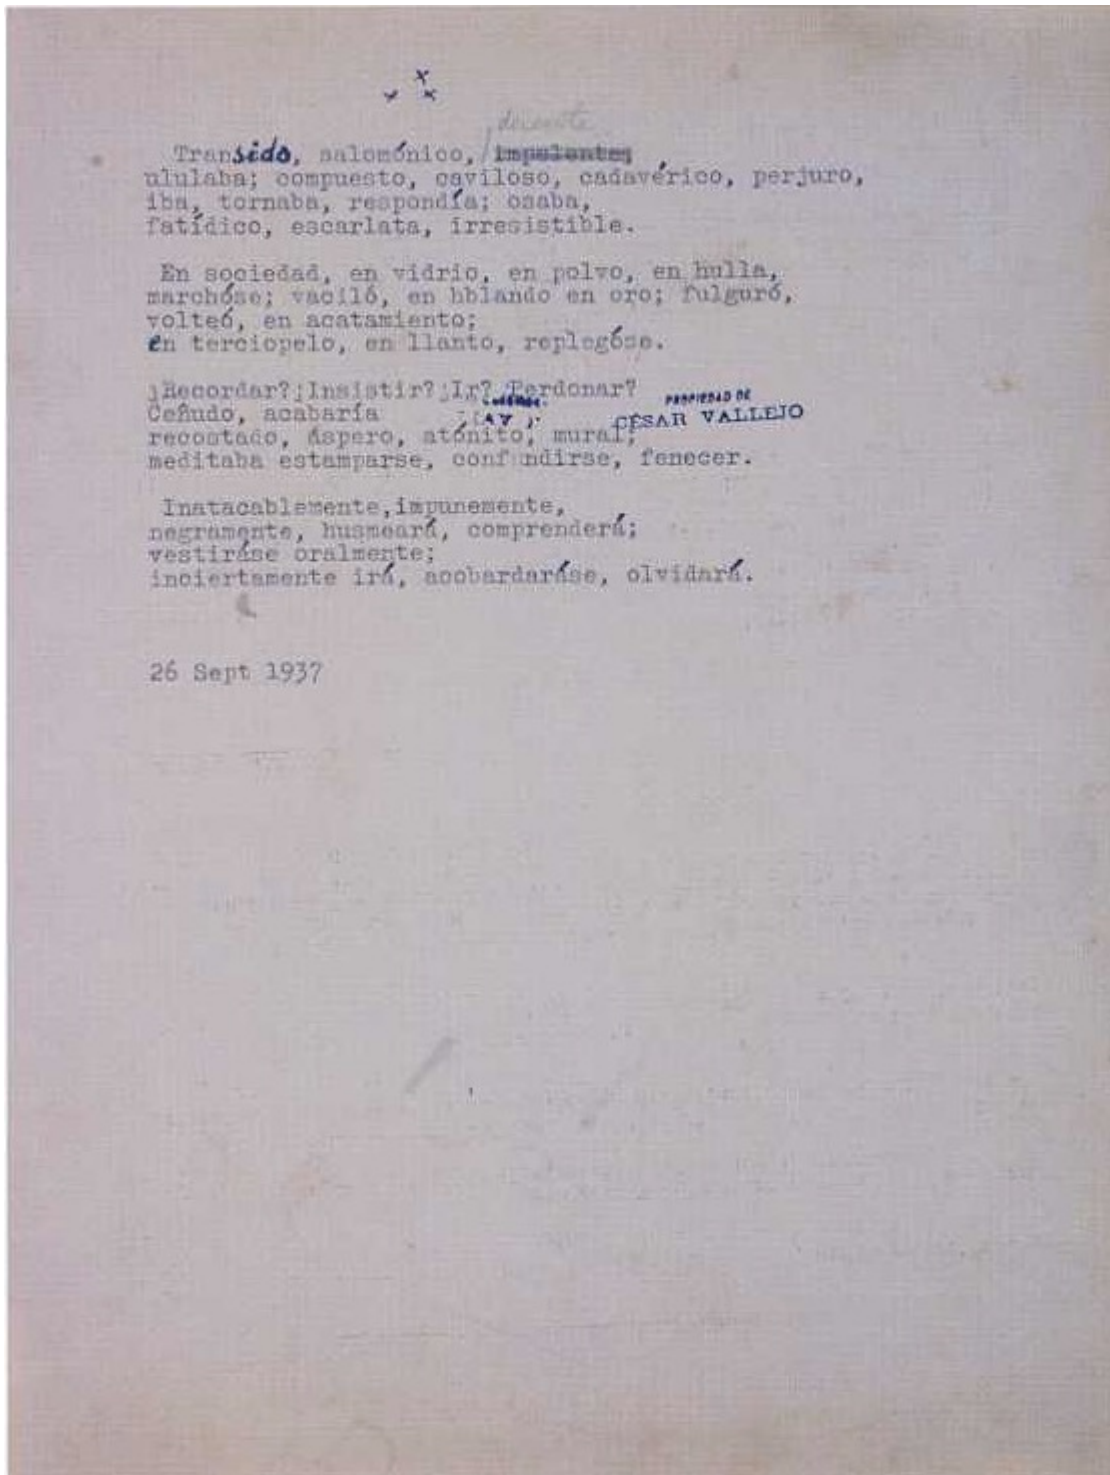 decente
Transido, salomónico, impelente,
ululaba; compuesto, caviloso, cadavérico, perjuro,
iba, tornaba, respondía; osaba,
fatídico, escarlata, irresistible.
En sociedad, en vidrio, en polvo, en hulla,
marchóse; vaciló, en hblando en oro; fulguró,
volteó, en acatamiento;
en terciopelo, en llanto, replegóse.
¿Recordar?¿Insistir?¿Ir? Perdonar?
PROPIEDAD DE
Ceñudo, acabaría
CÉSAR VALLEJO
recostado, áspero, atónito, mural;
meditaba estamparse, confundirse, fenecer.
Inatacablemente,impunemente,
negramente, husmeará, comprenderá;
vestiráse oralmente;
inciertamente irá, acobardaráse, olvidará.
26 Sept 1937